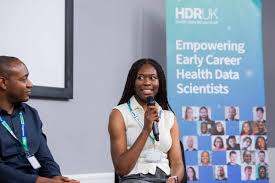 HDRUK
Empowering
Early Career
Health Data
Scientists